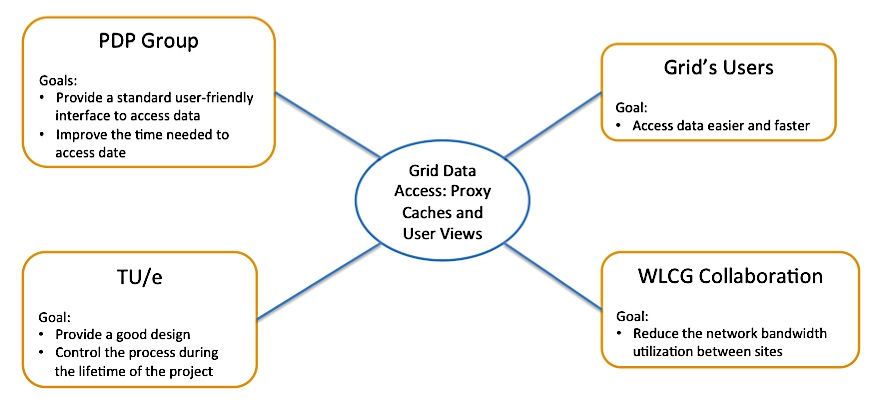 PDP Group
Goals:
• Provide a standard user-friendly
interface to access data
• Improve the time needed to
access date
Grid's Users
Goal:
• Access data easier and faster
Grid Data
Access: Proxy
Caches and
User Views
TU/e
Goal:
• Provide a good design
• Control the process during
the lifetime of the project
WLCG Collaboration
Goal:
• Reduce the network bandwidth
utilization between sites